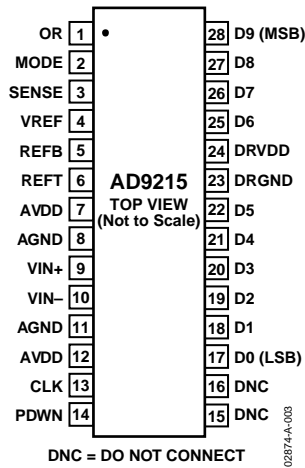 OR 1
MODE 2
SENSE 3
VREF 4
REFB 5
REFT 6
AVDD 7
AGND 8
VIN+ 9
VIN– 10
AGND 11
AVDD 12
CLK 13
PDWN 14
AD9215
TOP VIEW
(Not to Scale)
28 D9 (MSB)
27 D8
26 D7
25 D6
24 DRVDD
23 DRGND
22 D5
21 D4
20 D3
19 D2
18 D1
17 D0 (LSB)
16 DNC
15 DNC
DNC = DO NOT CONNECT
02874-A-003